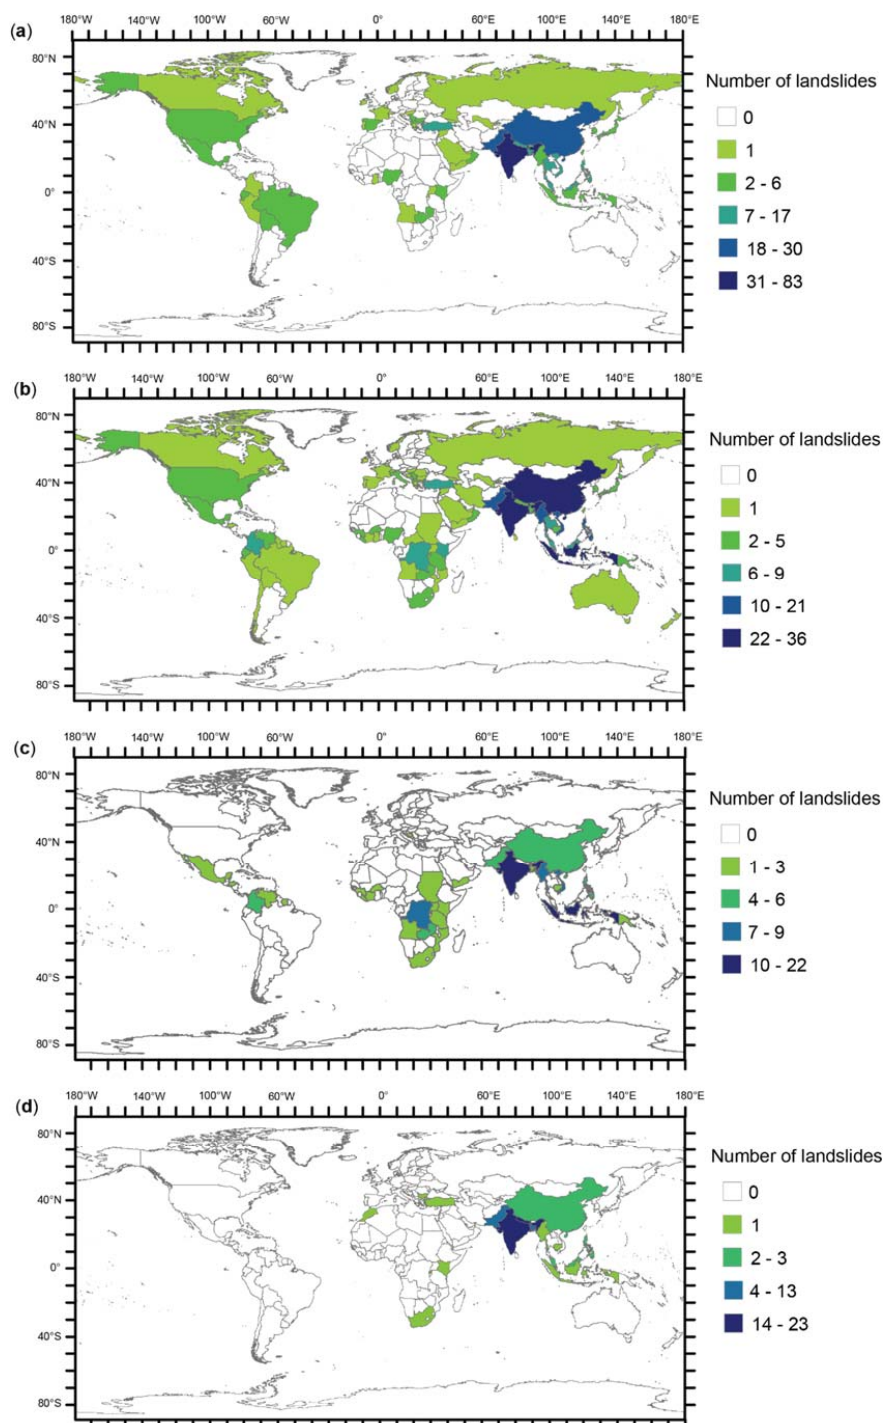 (a)
180°W 140°W 100°W 60°W 0° 60°E 100°E 140°E 180°E
80°N
40°N
0°
40°S
80°S
Number of landslides
0
1
2 - 6
7 - 17
18 - 30
31 - 83
(b)
180°W 140°W 100°W 60°W 0° 60°E 100°E 140°E 180°E
80°N
40°N
0°
40°S
80°S
Number of landslides
0
1
2 - 5
6 - 9
10 - 21
22 - 36
(c)
180°W 140°W 100°W 60°W 0° 60°E 100°E 140°E 180°E
80°N
40°N
0°
40°S
80°S
Number of landslides
0
1 - 3
4 - 6
7 - 9
10 - 22
(d)
180°W 140°W 100°W 60°W 0° 60°E 100°E 140°E 180°E
80°N
40°N
0°
40°S
80°S
Number of landslides
0
1
2 - 3
4 - 13
14 - 23